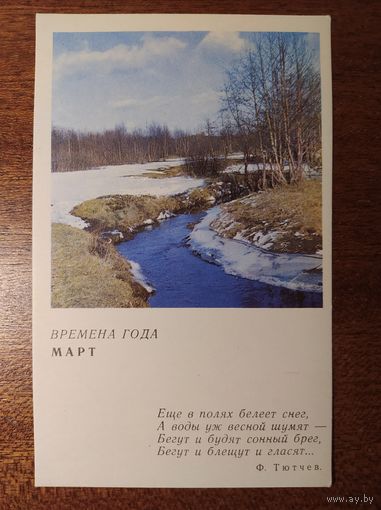 ВРЕМЕНА ГОДА
МАРТ
Еще в полях белеет снег,
А воды уж весной шумят —
Бегут и будят сонный брег,
Бегут и блещут и гласят...
Ф. Тютчев.
www.ay.by